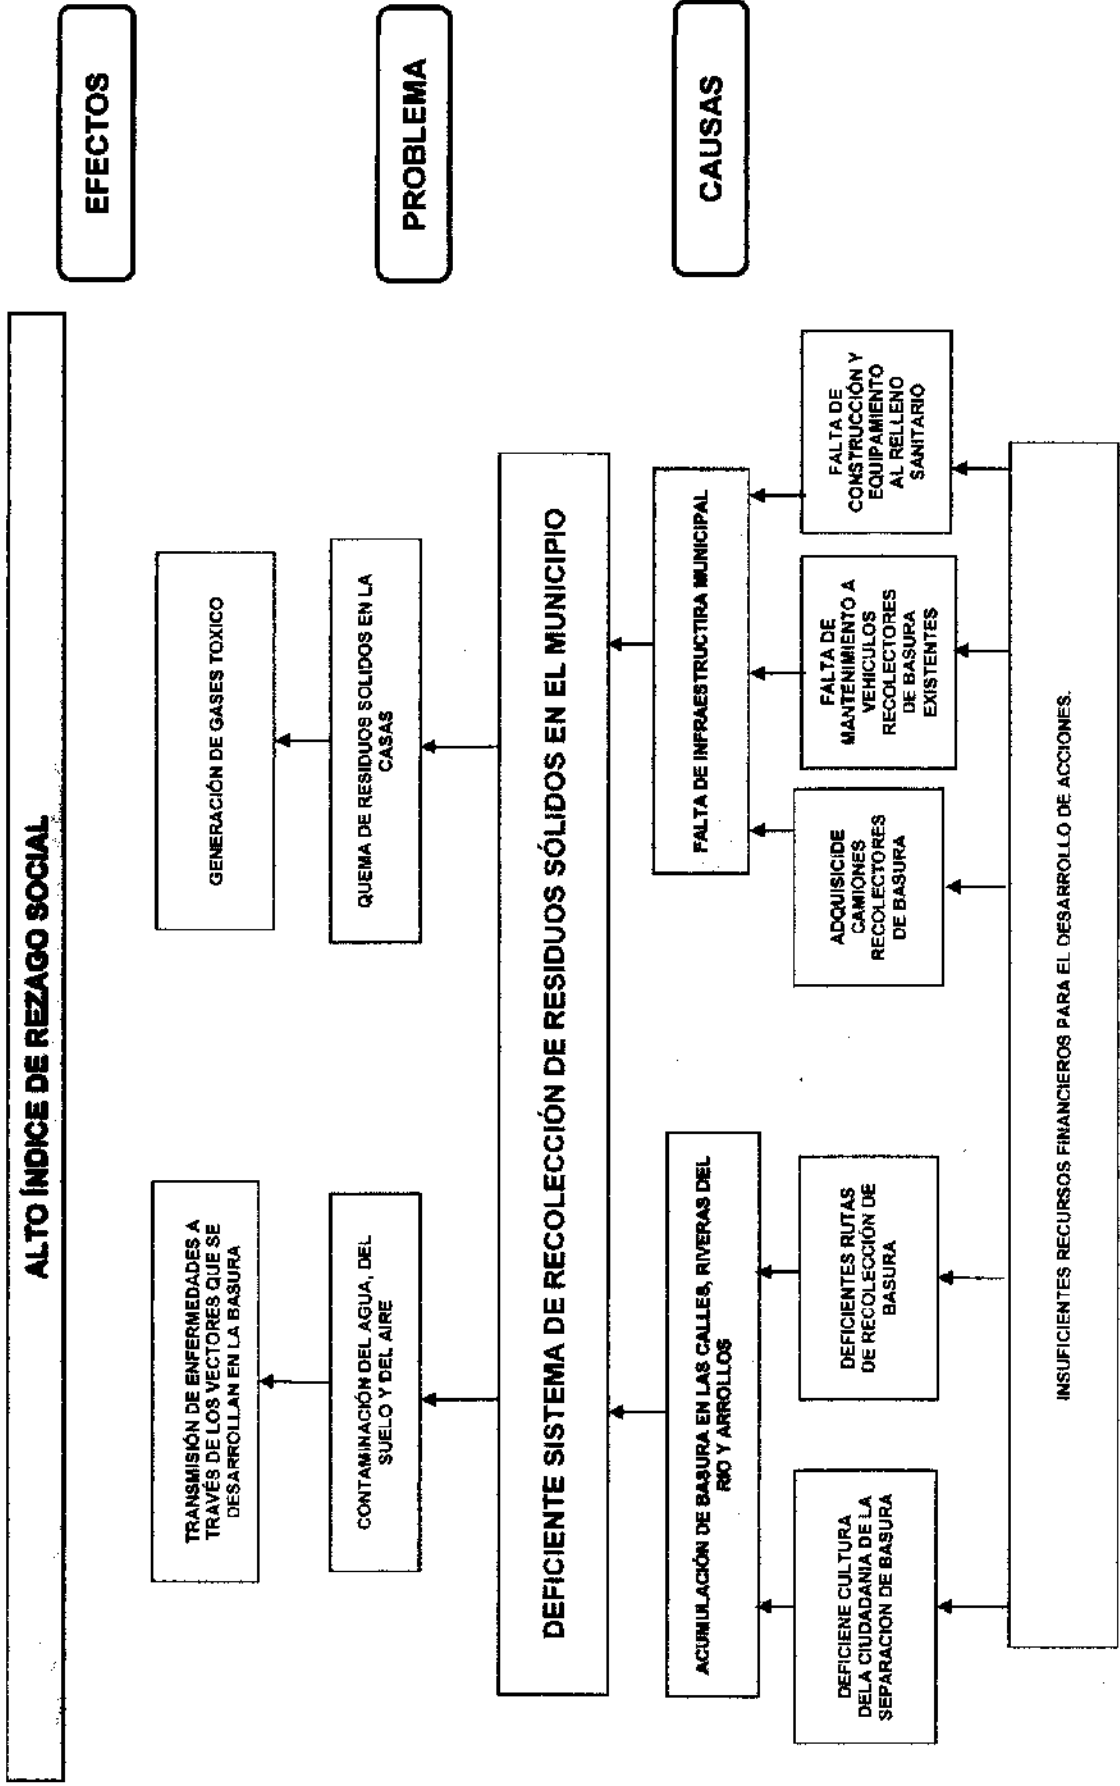 ALTO ÍNDICE DE REZAGO SOCIAL
EFECTOS
TRANSMISIÓN DE ENFERMEDADES A
TRAVÉS DE LOS VECTORES QUE SE
DESARROLLAN EN LA BASURA
GENERACIÓN DE GASES TOXICO
CONTAMINACIÓN DEL AGUA, DEL
SUELO Y DEL AIRE
QUEMA DE RESIDUOS SOLIDOS EN LA
CASAS
PROBLEMA
DEFICIENTE SISTEMA DE RECOLECCIÓN DE RESIDUOS SÓLIDOS EN EL MUNICIPIO
CAUSAS
ACUMULACIÓN DE BASURA EN LAS CALLES, RIVERAS DEL
RIO Y ARROLLOS
FALTA DE INFRAESTRUCTIRA MUNICIPAL
DEFICIENE CULTURA
DELA CIUDADANIA DE LA
SEPARACION DE BASURA
DEFICIENTES RUTAS
DE RECOLECCIÓN DE
BASURA
ADQUISICIDE
CAMIONES
RECOLECTORES
DE BASURA
FALTA DE
MANTENIMIENTO A
VEHICULOS
RECOLECTORES
DE BASURA
EXISTENTES
FALTA DE
CONSTRUCCIÓN Y
EQUIPAMIENTO
AL RELLENO
SANITARIO
INSUFICIENTES RECURSOS FINANCIEROS PARA EL DESARROLLO DE ACCIONES.